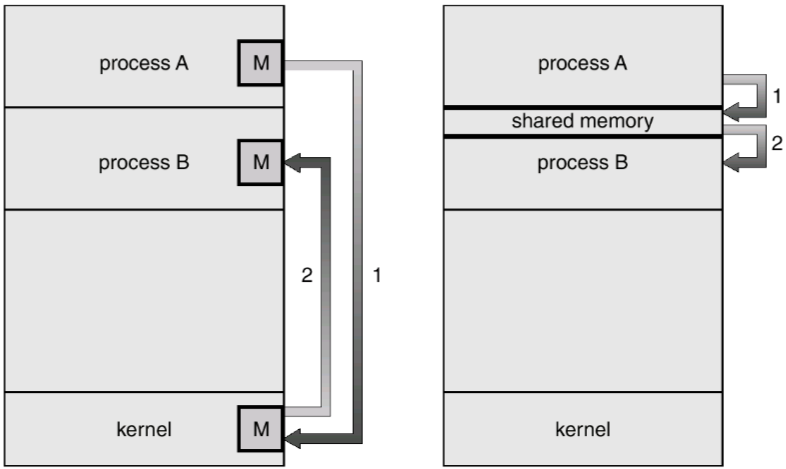 process A
M
process B
M
2
1
kernel
M
process A
1
shared memory
2
process B
kernel